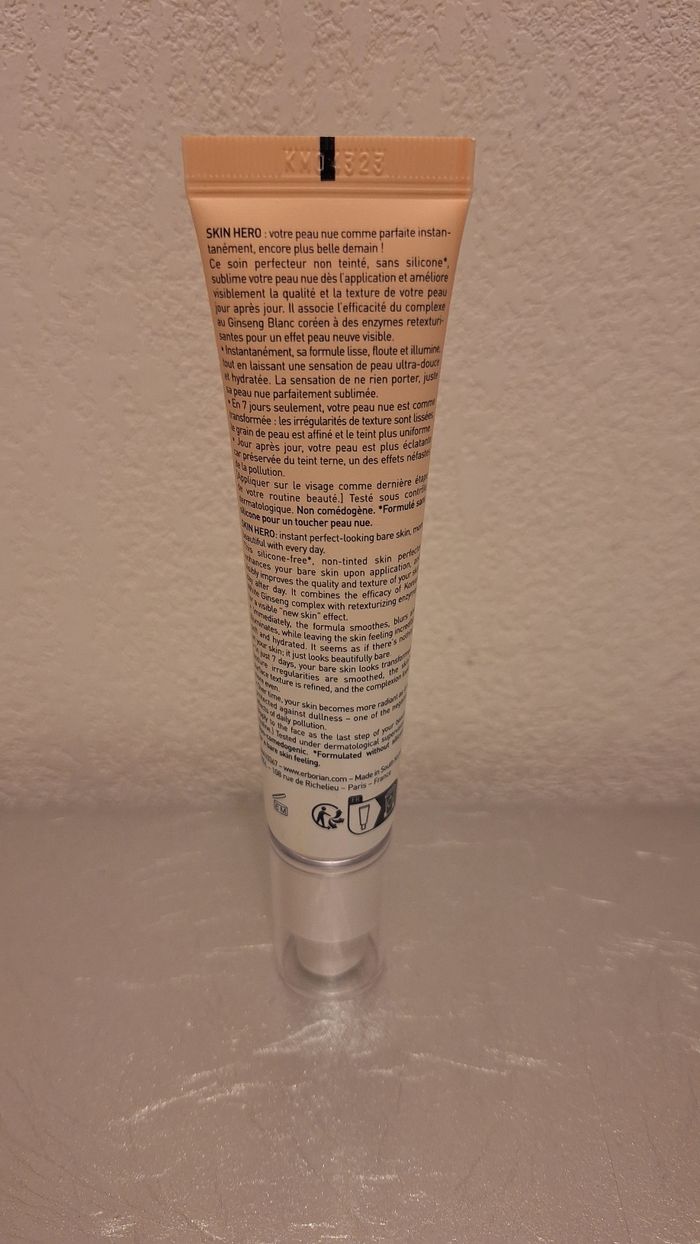 KM04323
SKIN HERO : votre peau nue comme parfaite instan-
tanément, encore plus belle demain !
Ce soin perfecteur non teinté, sans silicone*,
sublime votre peau nue dès l'application et améliore
visiblement la qualité et la texture de votre peau
jour après jour. Il associe l'efficacité du complexe
au Ginseng Blanc coréen à des enzymes retexturi-
santes pour un effet peau neuve visible.
* Instantanément, sa formule lisse, floute et illumine,
tout en laissant une sensation de peau ultra-douce
et hydratée. La sensation de ne rien porter, juste
sa peau nue parfaitement sublimée.
* En 7 jours seulement, votre peau nue est comme
transformée : les irrégularités de texture sont lissées,
le grain de peau est affiné et le teint plus uniforme
* Jour après jour, votre peau est plus éclatante
car préservée du teint terne, un des effets néfastes
de la pollution.
[Appliquer sur le visage comme dernière étape
de votre routine beauté.] Testé sous contrôle
dermatologique. Non comédogène. *Formulé sans
silicone pour un toucher peau nue.
SKIN HERO: instant perfect-looking bare skin, more
beautiful with every day.
silicone-free*, non-tinted skin
your bare skin upon application,
improves the quality and texture of your
after day. It combines the efficacy of
Ginseng complex with retexturizing
visible "new skin" effect.
immediately, the formula smoothes, blurs
while leaving the skin feeling
and hydrated. It seems as if there's
your skin; it just looks beautifully bare.
just 7 days, your bare skin looks
irregularities are smoothed, the
texture is refined, and the complexion
even.
time, your skin becomes more radiant
against dullness – one of the
of daily pollution.
to the face as the last step of your
Tested under dermatological
*Formulated without
bare skin feeling.
– www.erborian.com – Made in South
– 108 rue de Richelieu – Paris – France
FR